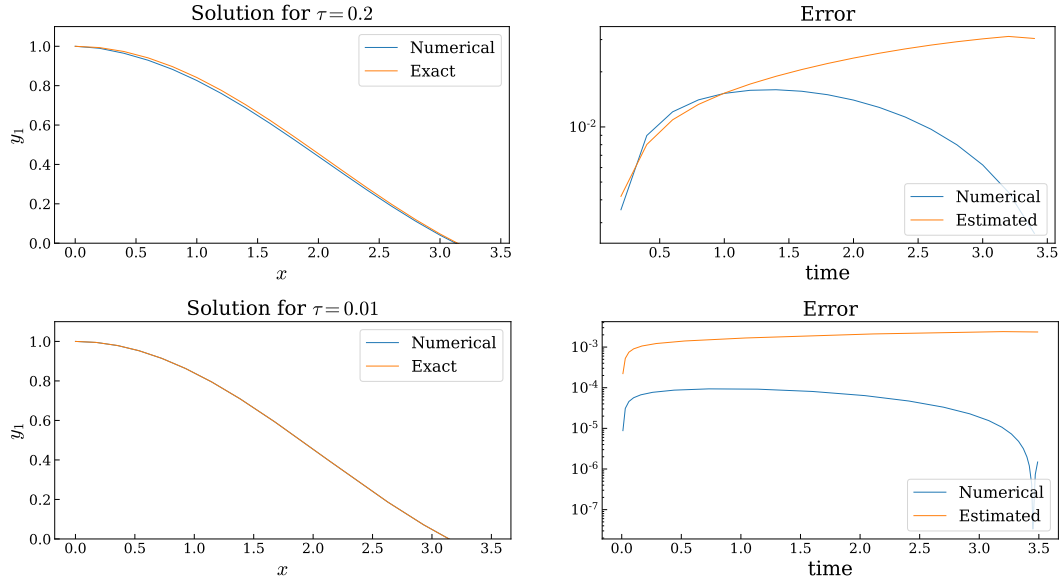 Solution for τ = 0.2
1.0
0.8
0.6
0.4
0.2
0.0
y₁
0.0 0.5 1.0 1.5 2.0 2.5 3.0 3.5
x
Numerical
Exact
Error
10⁻²
0.5 1.0 1.5 2.0 2.5 3.0 3.5
time
Numerical
Estimated
Solution for τ = 0.01
1.0
0.8
0.6
0.4
0.2
0.0
y₁
0.0 0.5 1.0 1.5 2.0 2.5 3.0 3.5
x
Numerical
Exact
Error
10⁻³
10⁻⁴
10⁻⁵
10⁻⁶
10⁻⁷
0.0 0.5 1.0 1.5 2.0 2.5 3.0 3.5
time
Numerical
Estimated